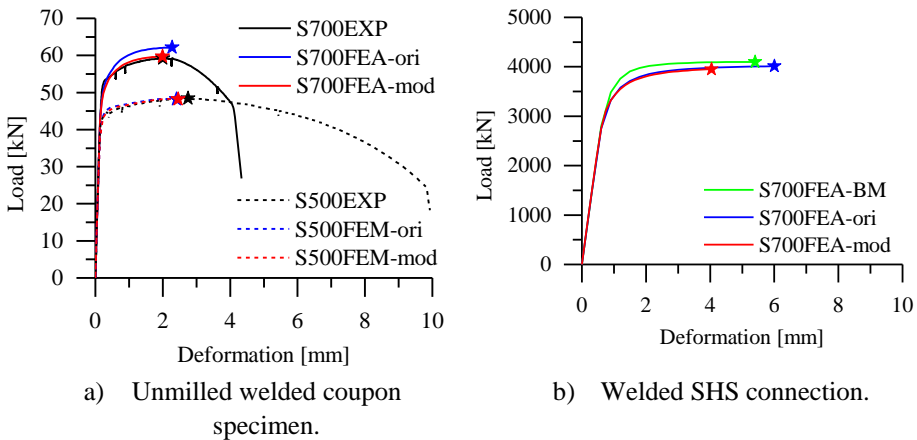 70
60
50
40
30
20
10
0
Load [kN]
S700EXP
S700FEA-ori
S700FEA-mod
S500EXP
S500FEM-ori
S500FEM-mod
0 2 4 6 8 10
Deformation [mm]
a) Unmilled welded coupon
specimen.
5000
4000
3000
2000
1000
0
Load [kN]
S700FEA-BM
S700FEA-ori
S700FEA-mod
0 2 4 6 8 10
Deformation [mm]
b) Welded SHS connection.